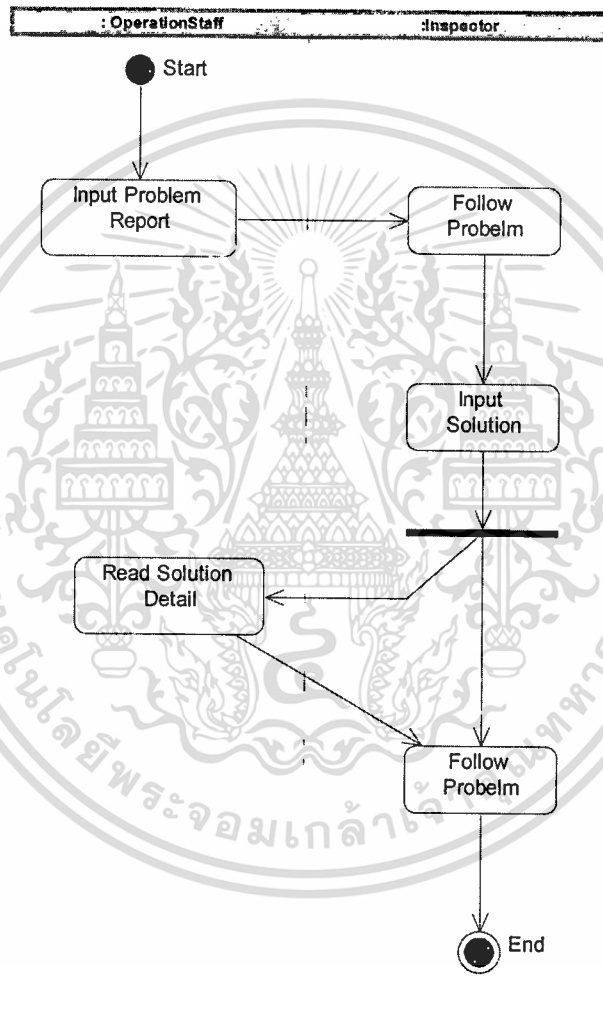 : OperationStaff
:Inspector
Start
Input Problem
Report
Follow
Probelm
Input
Solution
Read Solution
Detail
Follow
Probelm
End